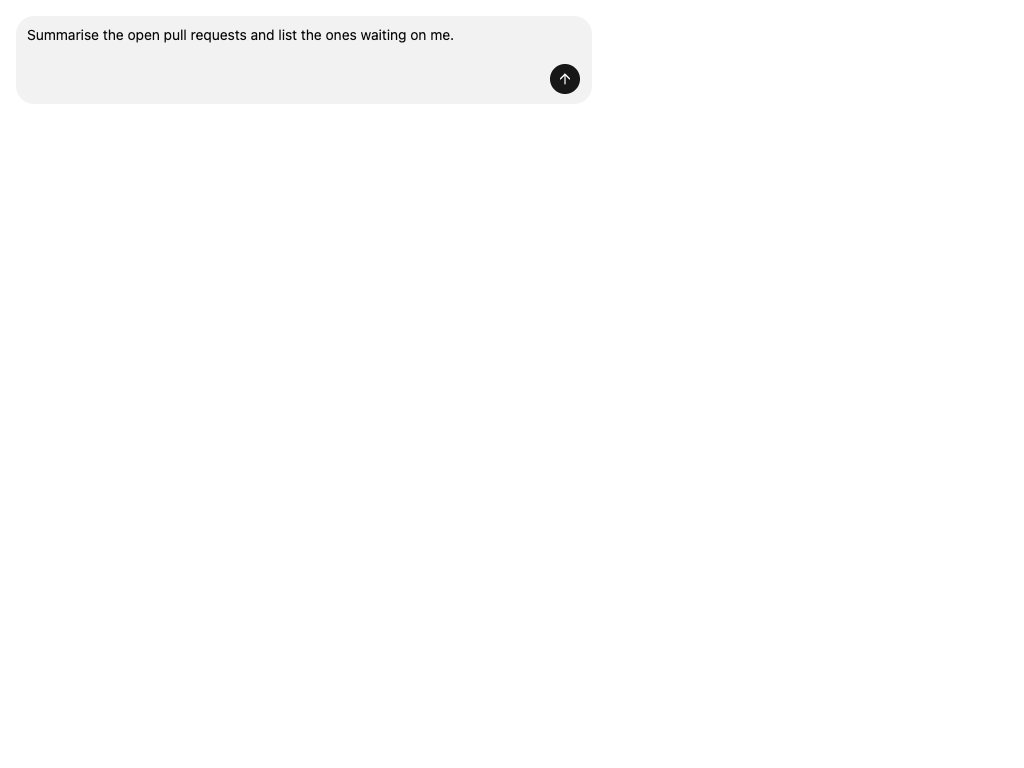 Summarise the open pull requests and list the ones waiting on me.